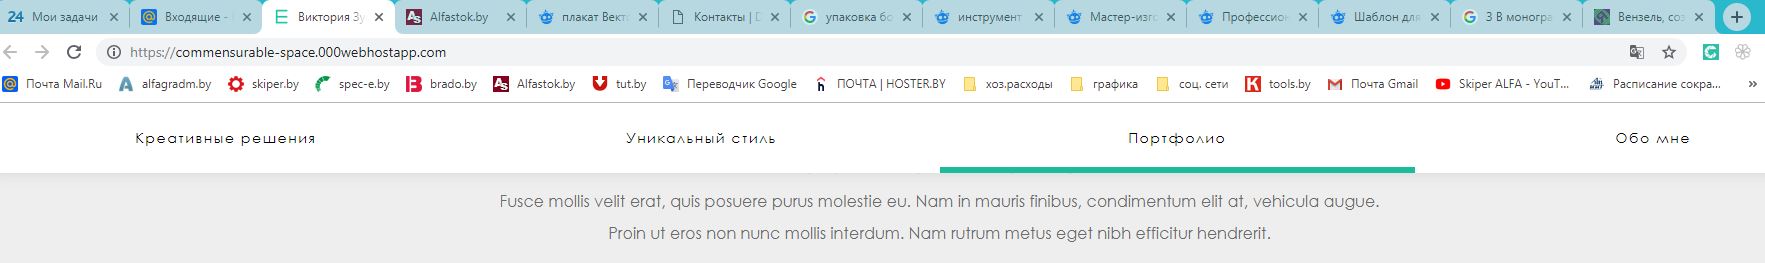 24 Мои задачи
Входящие -
Виктория Зу
Alfastok.by
плакат Вект
Контакты | D
упаковка бо
инструмент
Мастер-изго
Профессион
Шаблон для
3 В моногра
Вензель, соз
https://commensurable-space.000webhostapp.com
Почта Mail.Ru
alfagradm.by
skiper.by
spec-e.by
brado.by
Alfastok.by
tut.by
Переводчик Google
ПОЧТА | HOSTER.BY
хоз.расходы
графика
соц. сети
tools.by
Почта Gmail
Skiper ALFA - YouT...
Расписание сокра...
»
Креативные решения
Уникальный стиль
Портфолио
Обо мне
Fusce mollis velit erat, quis posuere purus molestie eu. Nam in mauris finibus, condimentum elit at, vehicula augue.
Proin ut eros non nunc mollis interdum. Nam rutrum metus eget nibh efficitur hendrerit.